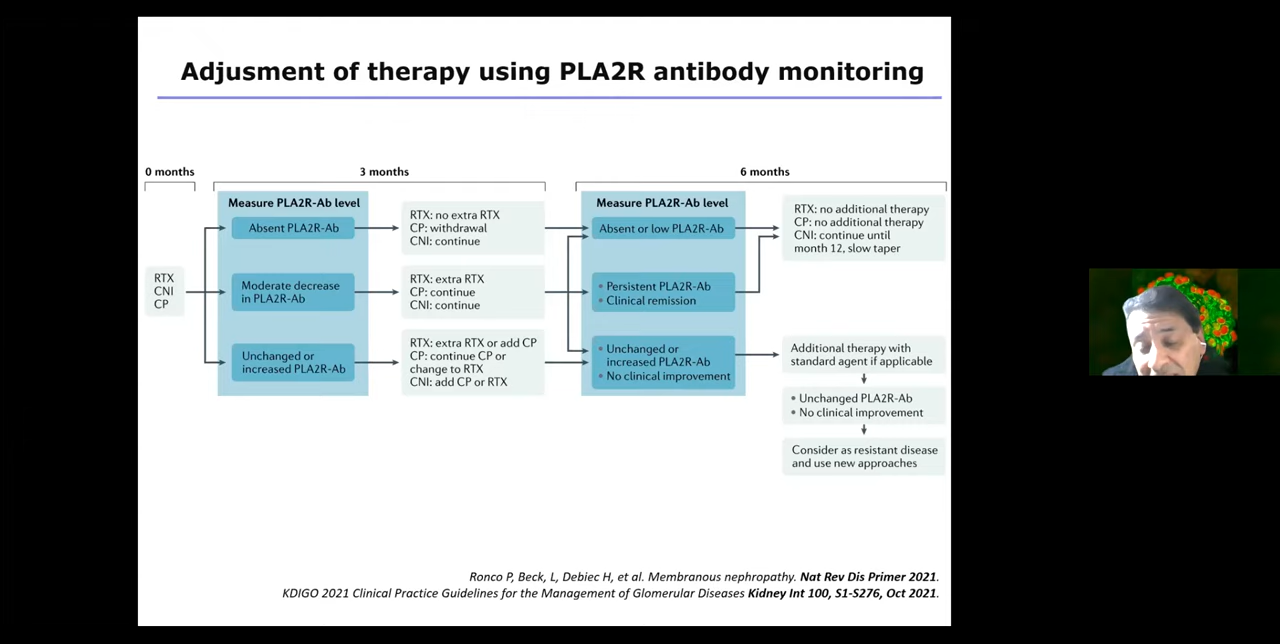 Adjusment of therapy using PLA2R antibody monitoring
0 months
3 months
6 months
RTX
CNI
CP
Measure PLA2R-Ab level
Absent PLA2R-Ab
Moderate decrease
in PLA2R-Ab
Unchanged or
increased PLA2R-Ab
RTX: no extra RTX
CP: withdrawal
CNI: continue
RTX: extra RTX
CP: continue
CNI: continue
RTX: extra RTX or add CP
CP: continue CP or
change to RTX
CNI: add CP or RTX
Measure PLA2R-Ab level
Absent or low PLA2R-Ab
• Persistent PLA2R-Ab
• Clinical remission
• Unchanged or
increased PLA2R-Ab
• No clinical improvement
RTX: no additional therapy
CP: no additional therapy
CNI: continue until
month 12, slow taper
Additional therapy with
standard agent if applicable
• Unchanged PLA2R-Ab
• No clinical improvement
Consider as resistant disease
and use new approaches
Ronco P, Beck, L, Debiec H, et al. Membranous nephropathy. Nat Rev Dis Primer 2021.
KDIGO 2021 Clinical Practice Guidelines for the Management of Glomerular Diseases Kidney Int 100, S1-S276, Oct 2021.